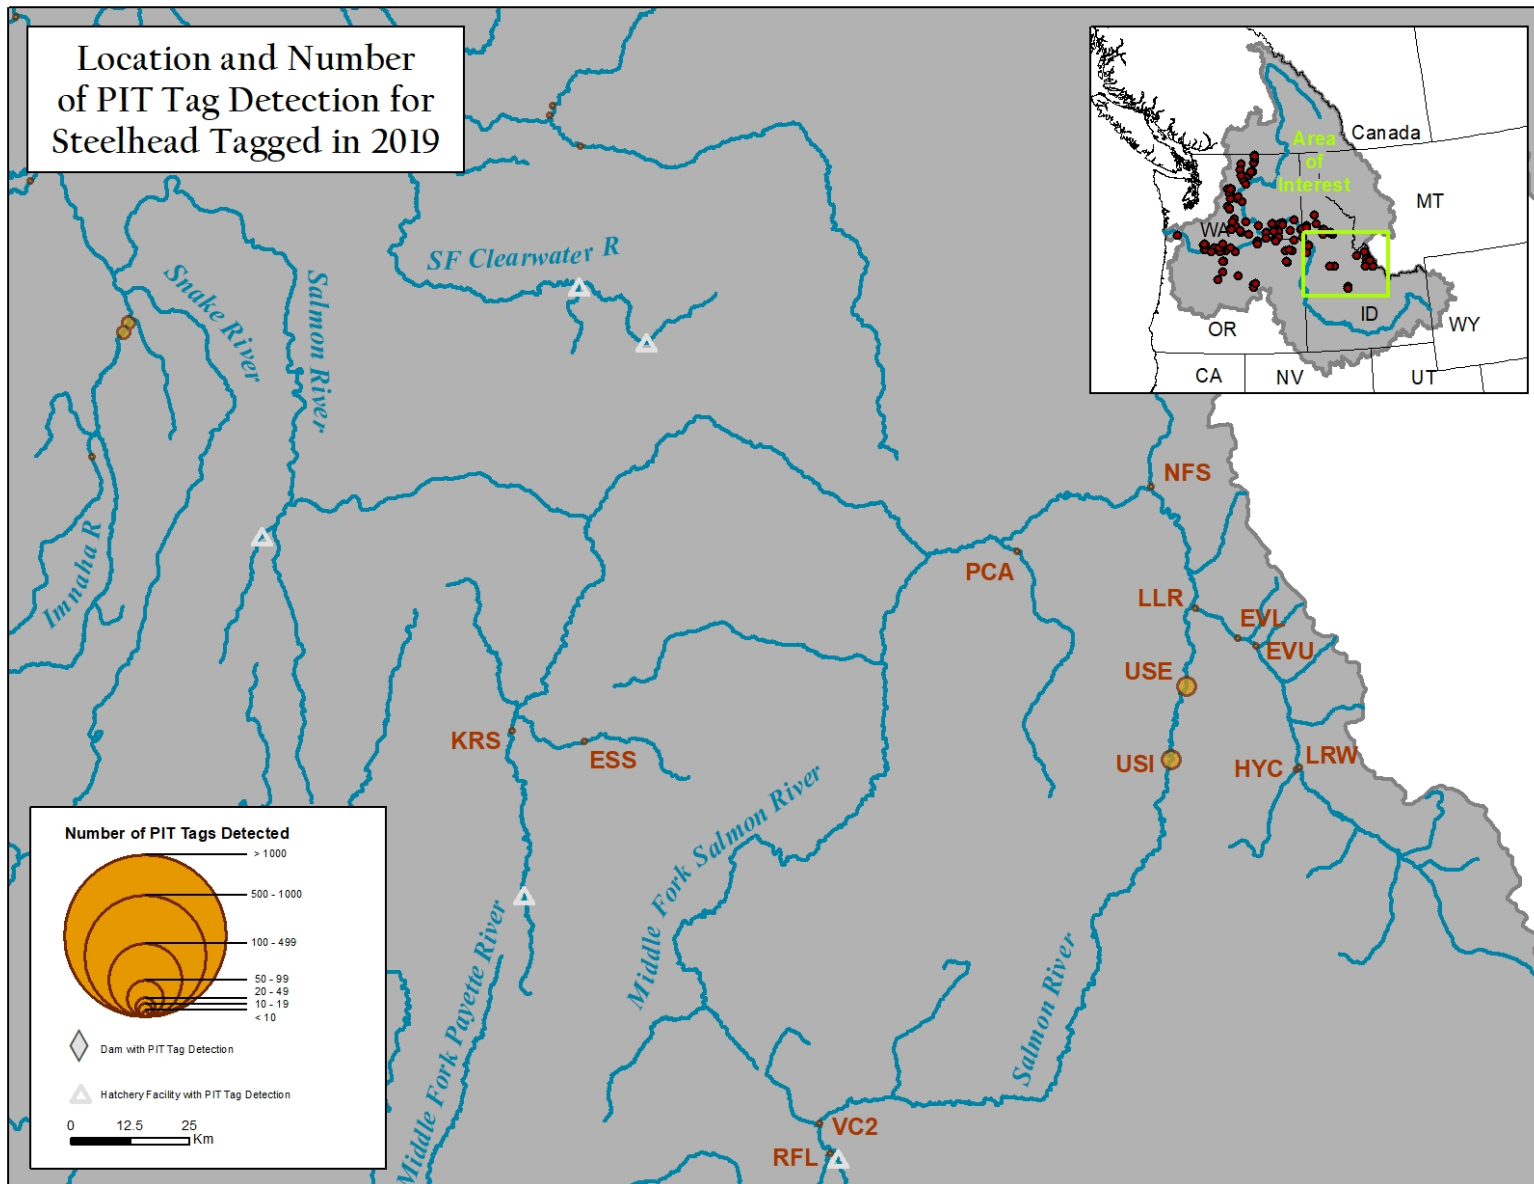 Location and Number
of PIT Tag Detection for
Steelhead Tagged in 2019
Canada
Area
of
Interest
MT
WA
OR
ID
WY
CA
NV
UT
SF Clearwater R
Snake River
Salmon River
Imnaha R
NFS
PCA
LLR
EVL
EVU
USE
USI
HYC
LRW
KRS
ESS
Middle Fork Salmon River
Middle Fork Payette River
Salmon River
VC2
RFL
Number of PIT Tags Detected
> 1000
500 - 1000
100 - 499
50 - 99
20 - 49
10 - 19
< 10
Dam with PIT Tag Detection
Hatchery Facility with PIT Tag Detection
0 12.5 25
Km